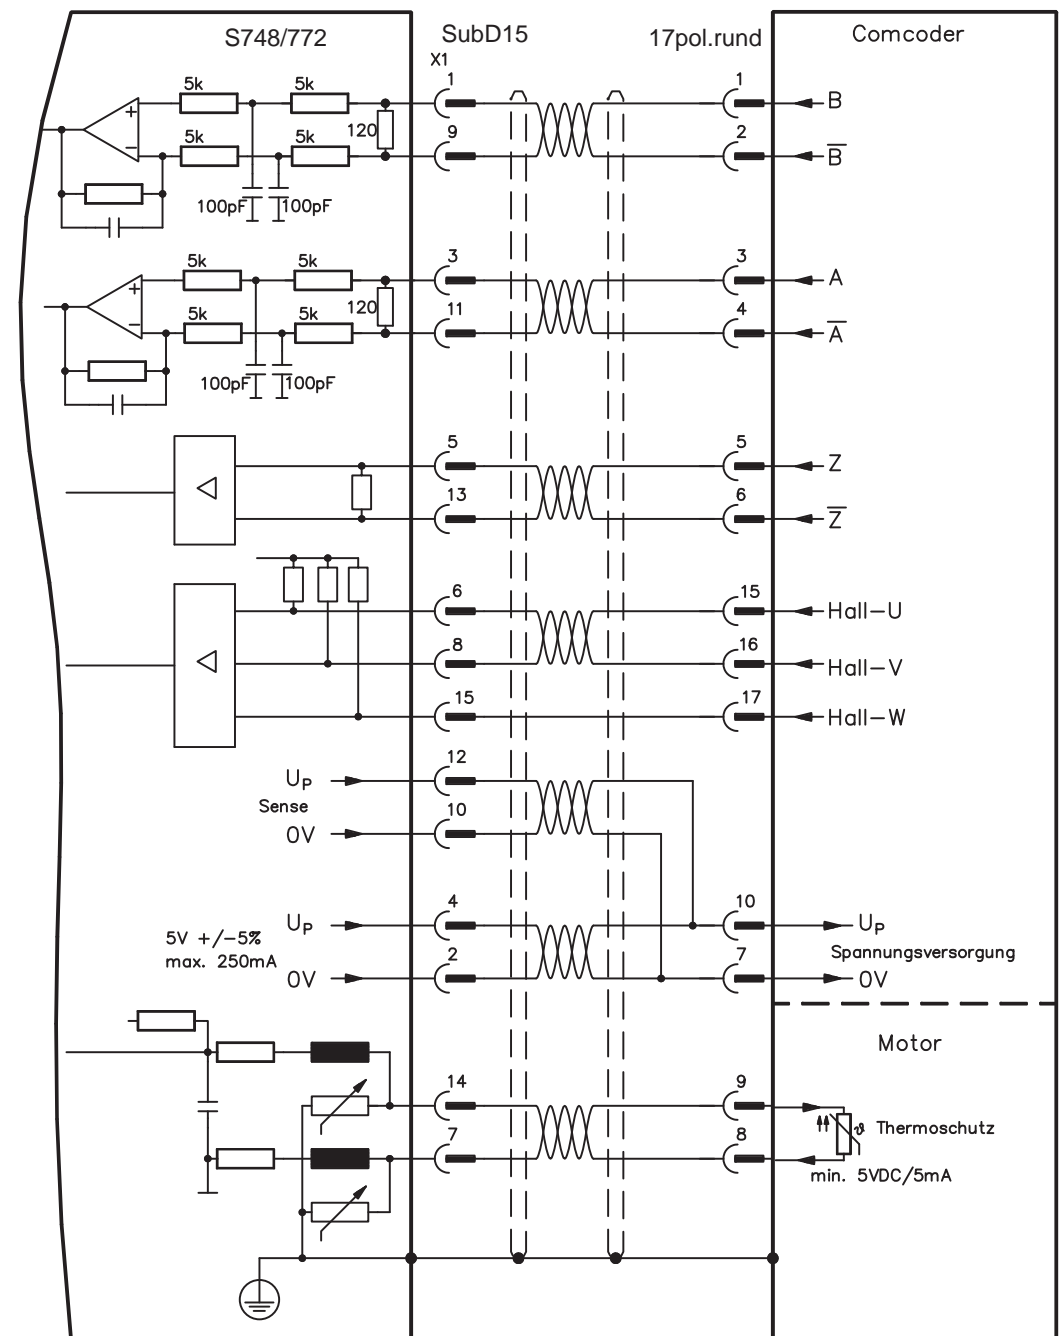 S748/772 SubD15 17pol.rund Comcoder
X1
5k 5k 1 1 B
120
5k 5k 9 2 B̅
100pF 100pF
5k 5k 3 3 A
120
5k 5k 11 4 A̅
100pF 100pF
5 5 Z
13 6 Z̅
6 15 Hall-U
8 16 Hall-V
15 17 Hall-W
UP 12
Sense
0V 10
UP 4 10 UP
5V +/-5%
max. 250mA
Spannungsversorgung
0V 2 7 0V
Motor
14 9
ϑ Thermoschutz
7 8
min. 5VDC/5mA